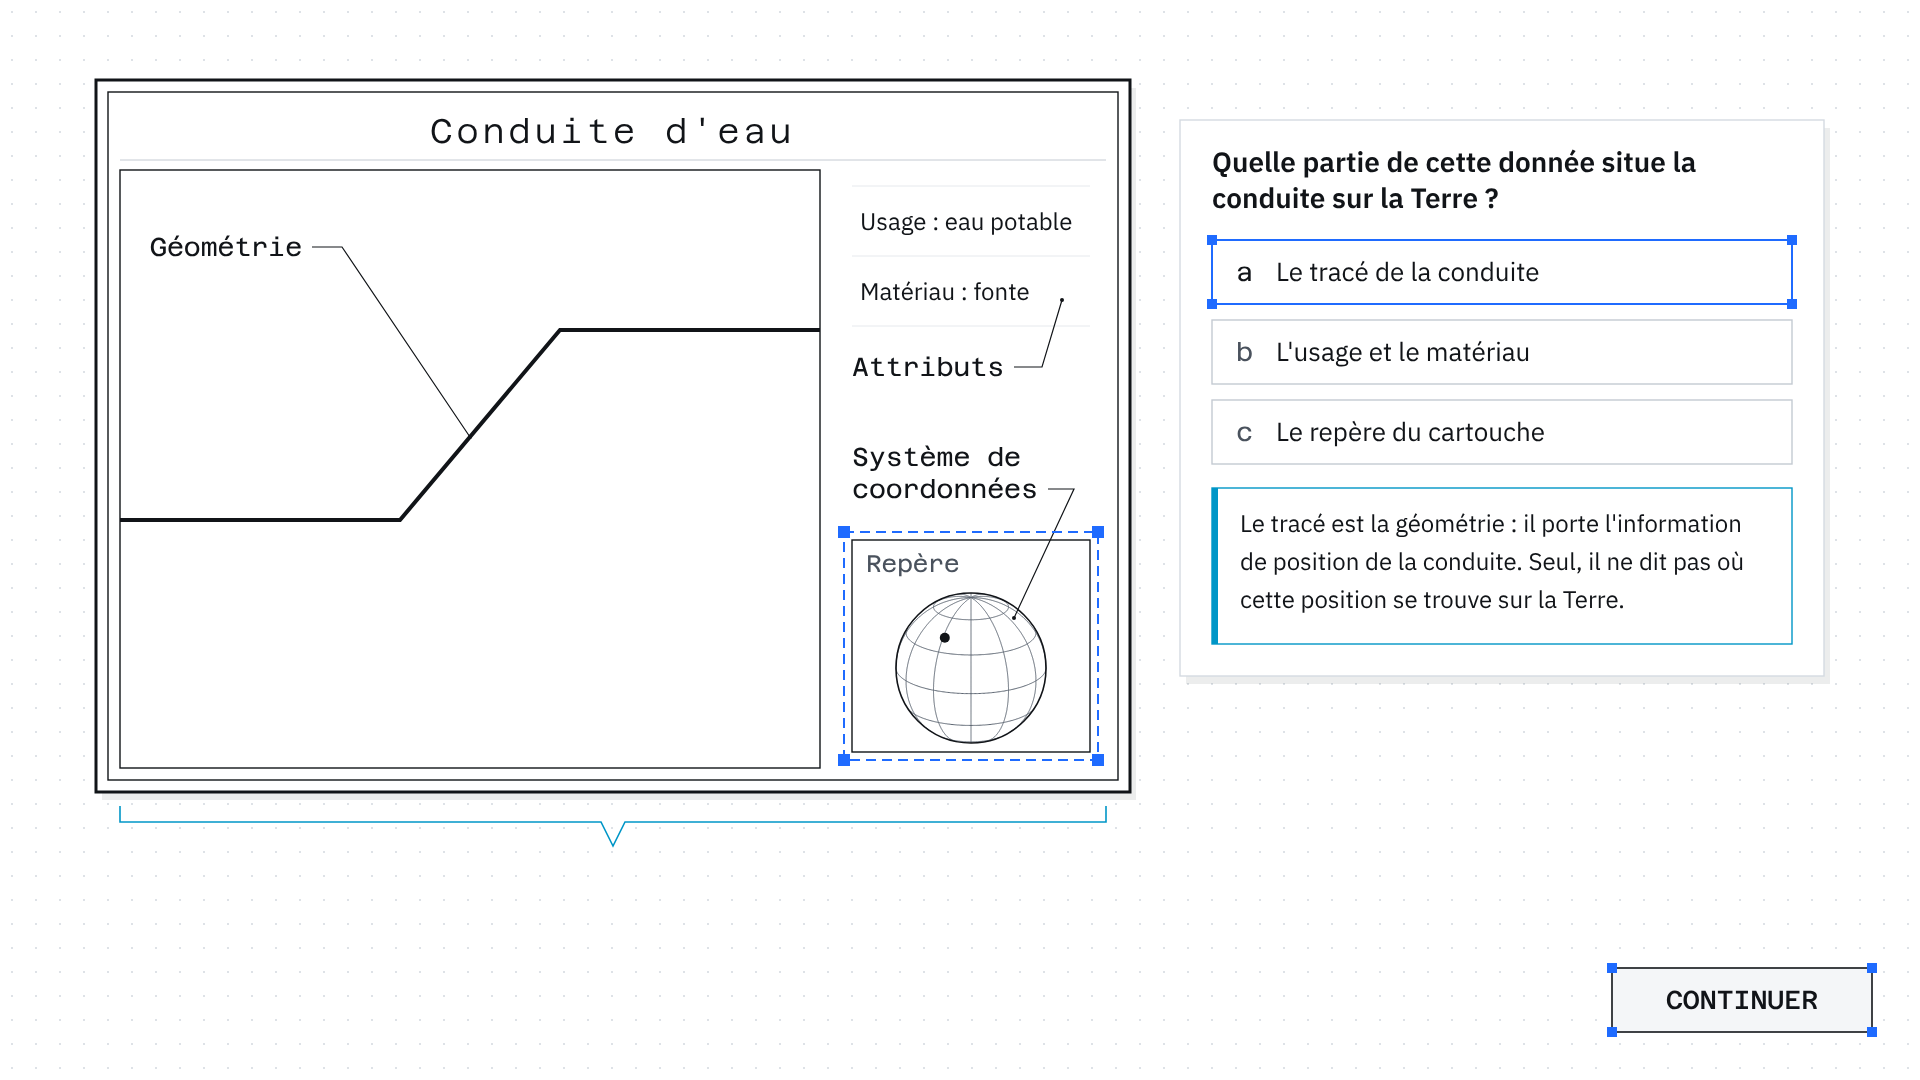 Conduite d'eau
Géométrie
Usage : eau potable
Matériau : fonte
Attributs
Système de
coordonnées
Repère
Quelle partie de cette donnée situe la
conduite sur la Terre ?
a Le tracé de la conduite
b L'usage et le matériau
c Le repère du cartouche
Le tracé est la géométrie : il porte l'information
de position de la conduite. Seul, il ne dit pas où
cette position se trouve sur la Terre.
CONTINUER